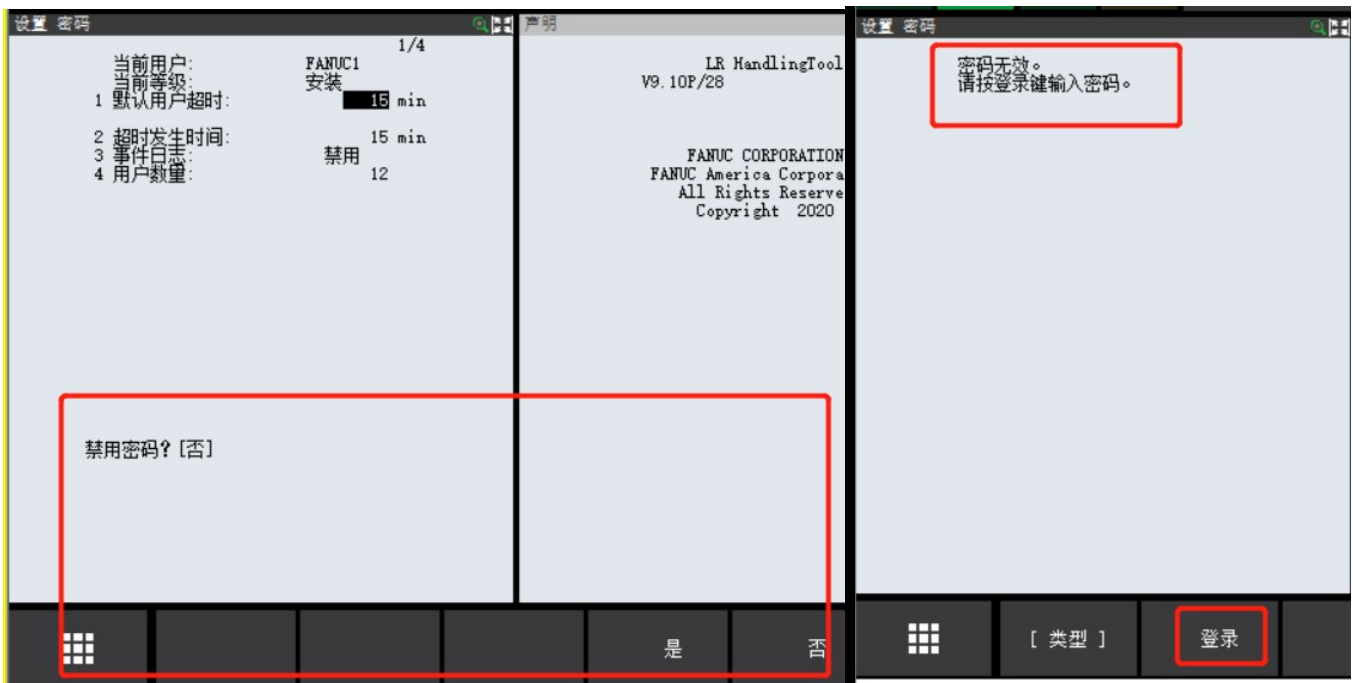 设置 密码
1/4
当前用户: FANUC1
当前等级: 安装
1 默认用户超时: 15 min
2 超时发生时间: 15 min
3 事件日志: 禁用
4 用户数量: 12
禁用密码? [否]
是 否
声明
LR HandlingTool
V9.10P/28
FANUC CORPORATION
FANUC America Corpora
All Rights Reserve
Copyright 2020
设置 密码
密码无效。
请按登录键输入密码。
[ 类型 ] 登录